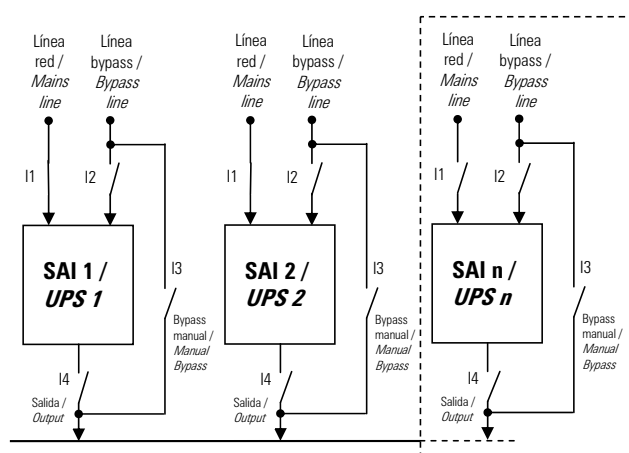 Línea
red /
Mains
line
Línea
bypass /
Bypass
line
I1
I2
SAI 1 /
UPS 1
I3
Bypass
manual /
Manual
Bypass
I4
Salida /
Output
Línea
red /
Mains
line
Línea
bypass /
Bypass
line
I1
I2
SAI 2 /
UPS 2
I3
Bypass
manual /
Manual
Bypass
I4
Salida /
Output
Línea
red /
Mains
line
Línea
bypass /
Bypass
line
I1
I2
SAI n /
UPS n
I3
Bypass
manual /
Manual
Bypass
I4
Salida /
Output